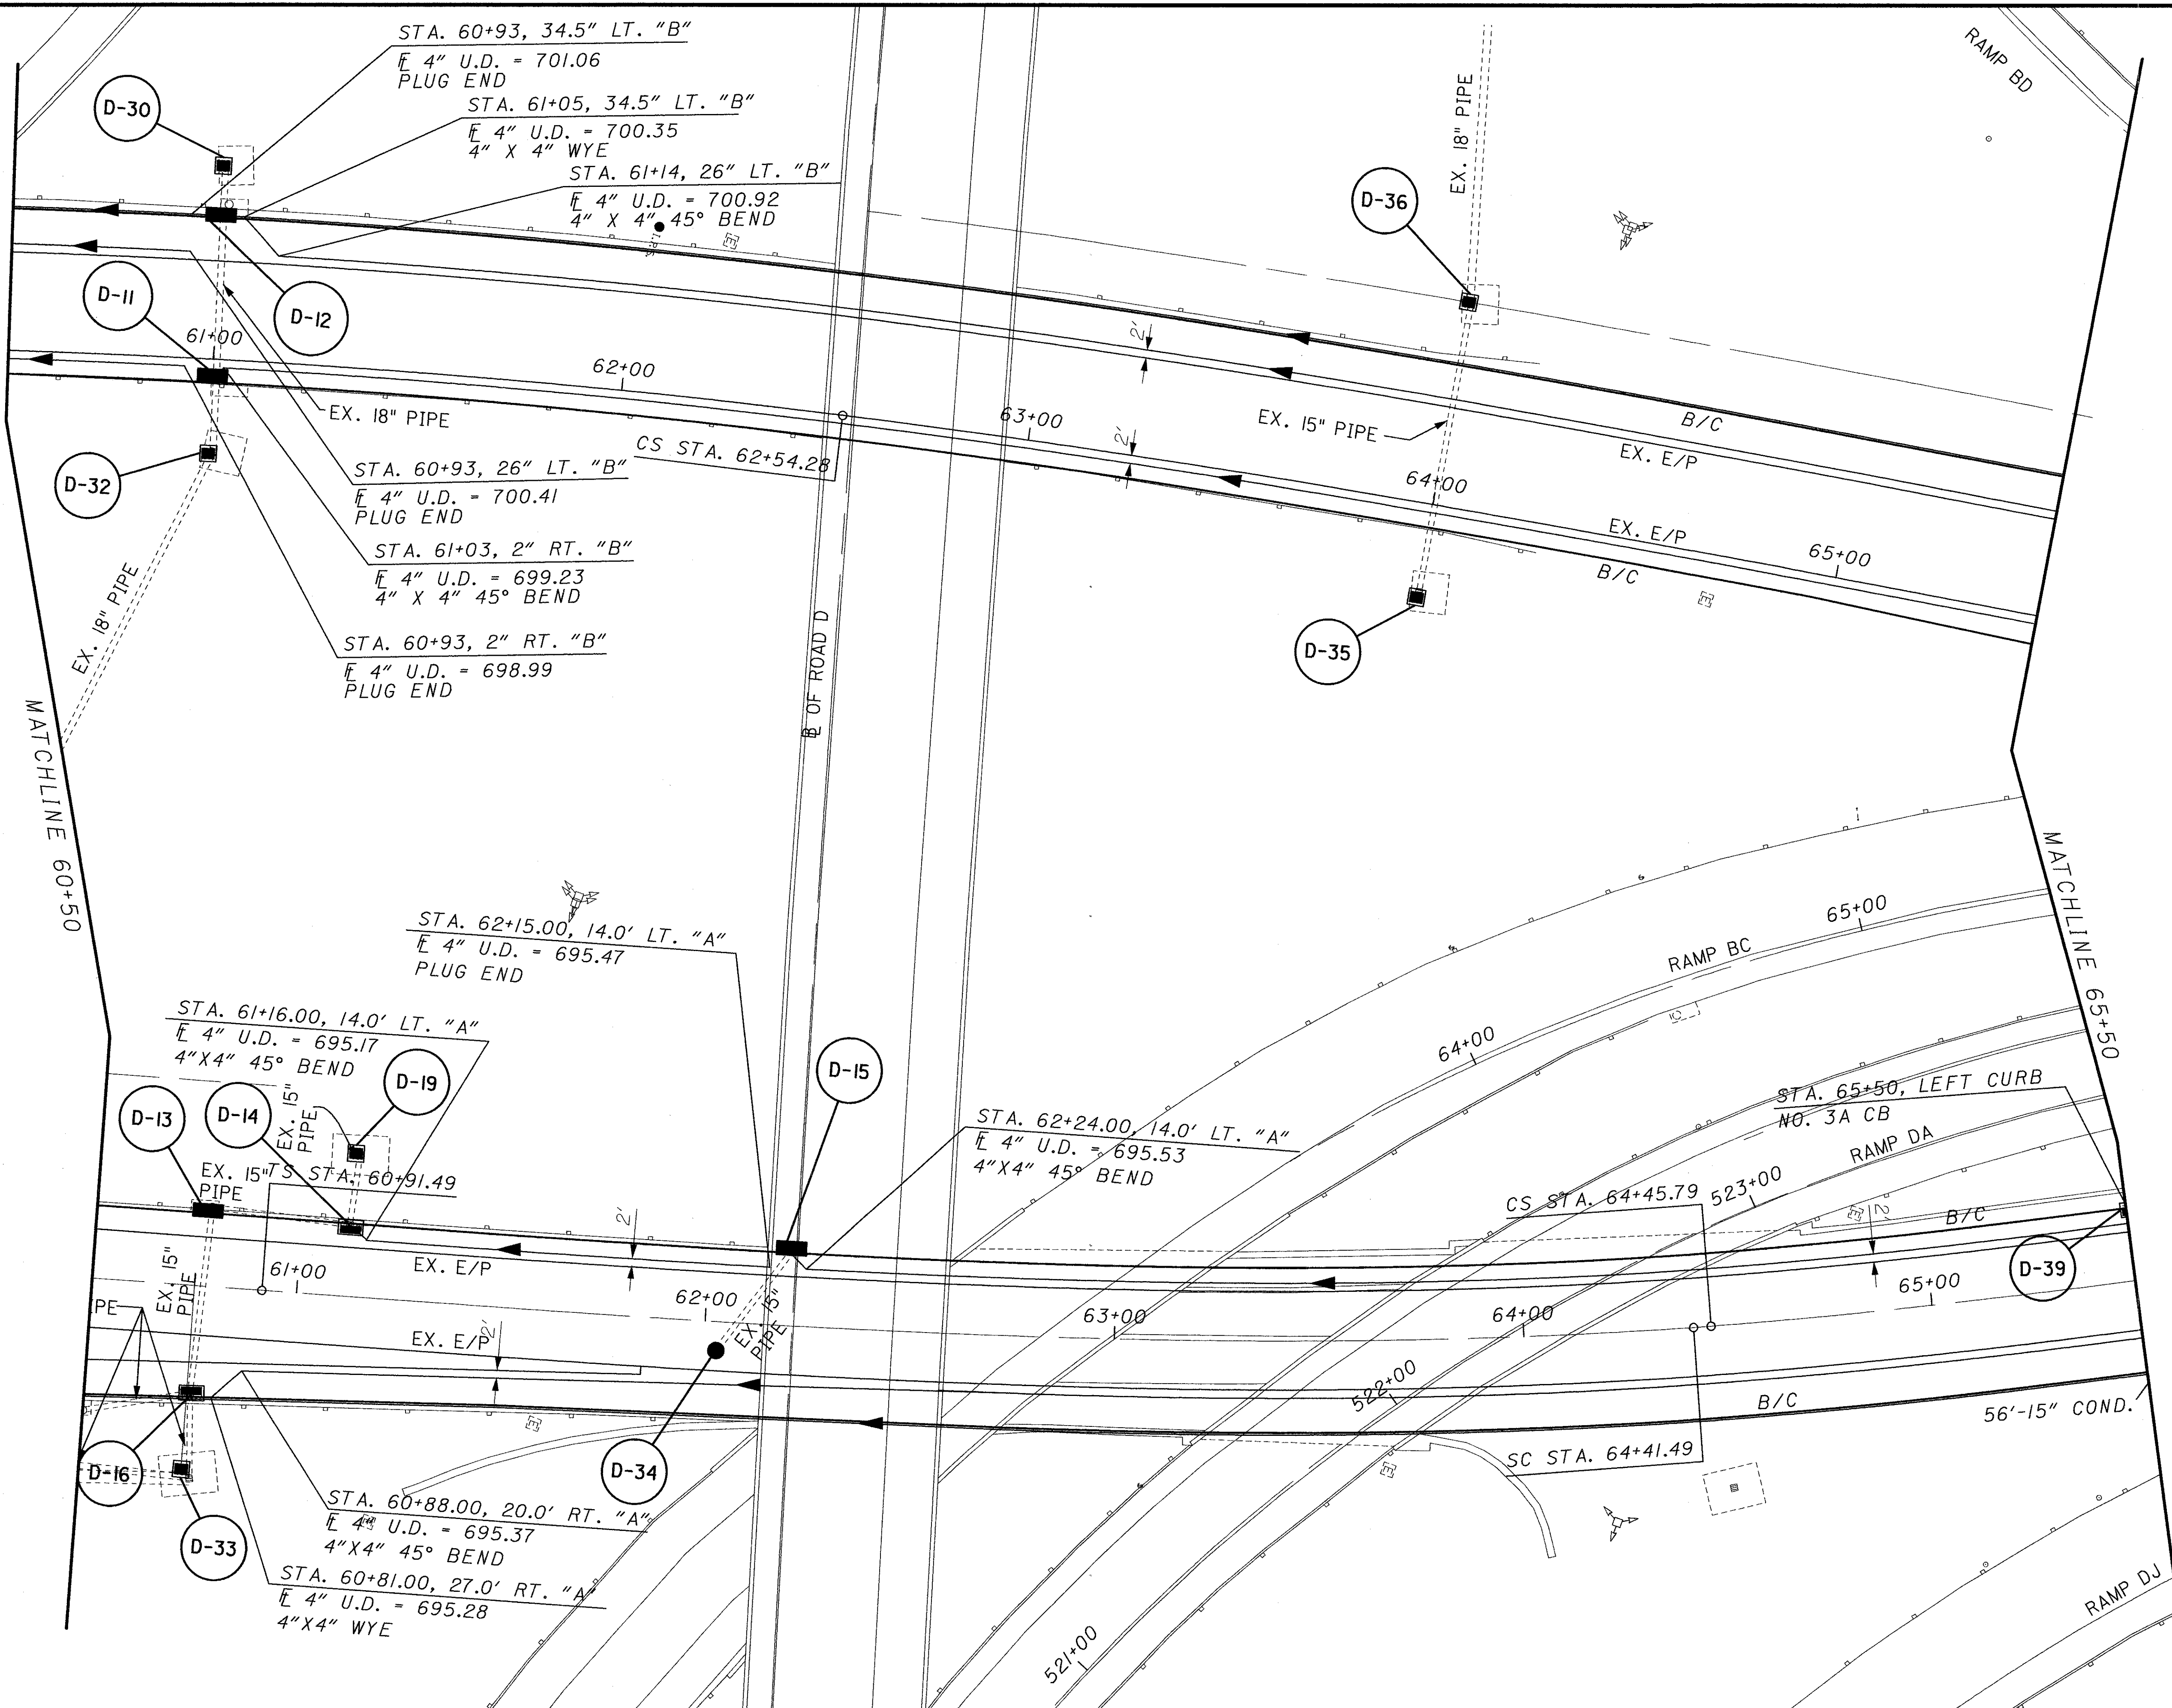 STA. 60+93, 34.5" LT. "B"
F/L 4" U.D. = 701.06
PLUG END
STA. 61+05, 34.5" LT. "B"
F/L 4" U.D. = 700.35
4" X 4" WYE
STA. 61+14, 26" LT. "B"
F/L 4" U.D. = 700.92
4" X 4" 45° BEND
RAMP BD
D-30
EX. 18" PIPE
D-36
D-11
D-12
61+00
62+00
EX. 18" PIPE
CS STA. 62+54.28
63+00
2'
2'
EX. 15" PIPE
B/C
EX. E/P
64+00
EX. E/P
65+00
B/C
D-32
STA. 60+93, 26" LT. "B"
F/L 4" U.D. = 700.41
PLUG END
STA. 61+03, 2" RT. "B"
F/L 4" U.D. = 699.23
4" X 4" 45° BEND
EX. 18" PIPE
STA. 60+93, 2" RT. "B"
F/L 4" U.D. = 698.99
PLUG END
D-35
B/L OF ROAD D
MATCHLINE 60+50
MATCHLINE 65+50
STA. 62+15.00, 14.0' LT. "A"
F/L 4" U.D. = 695.47
PLUG END
65+00
RAMP BC
64+00
STA. 61+16.00, 14.0' LT. "A"
F/L 4" U.D. = 695.17
4"X4" 45° BEND
D-19
D-15
D-13
D-14
EX. 15"
PIPE
EX. 15"
PIPE
TS STA. 60+91.49
STA. 62+24.00, 14.0' LT. "A"
F/L 4" U.D. = 695.53
4"X4" 45° BEND
STA. 65+50, LEFT CURB
NO. 3A CB
RAMP DA
523+00
CS STA. 64+45.79
2'
2'
B/C
D-39
61+00
EX. E/P
62+00
63+00
64+00
65+00
EX. 15"
PIPE
PE
EX. 15"
PIPE
EX. E/P
2'
522+00
B/C
56'-15" COND.
SC STA. 64+41.49
D-16
D-34
D-33
STA. 60+88.00, 20.0' RT. "A"
F/L 4" U.D. = 695.37
4"X4" 45° BEND
STA. 60+81.00, 27.0' RT. "A"
F/L 4" U.D. = 695.28
4"X4" WYE
521+00
RAMP DJ